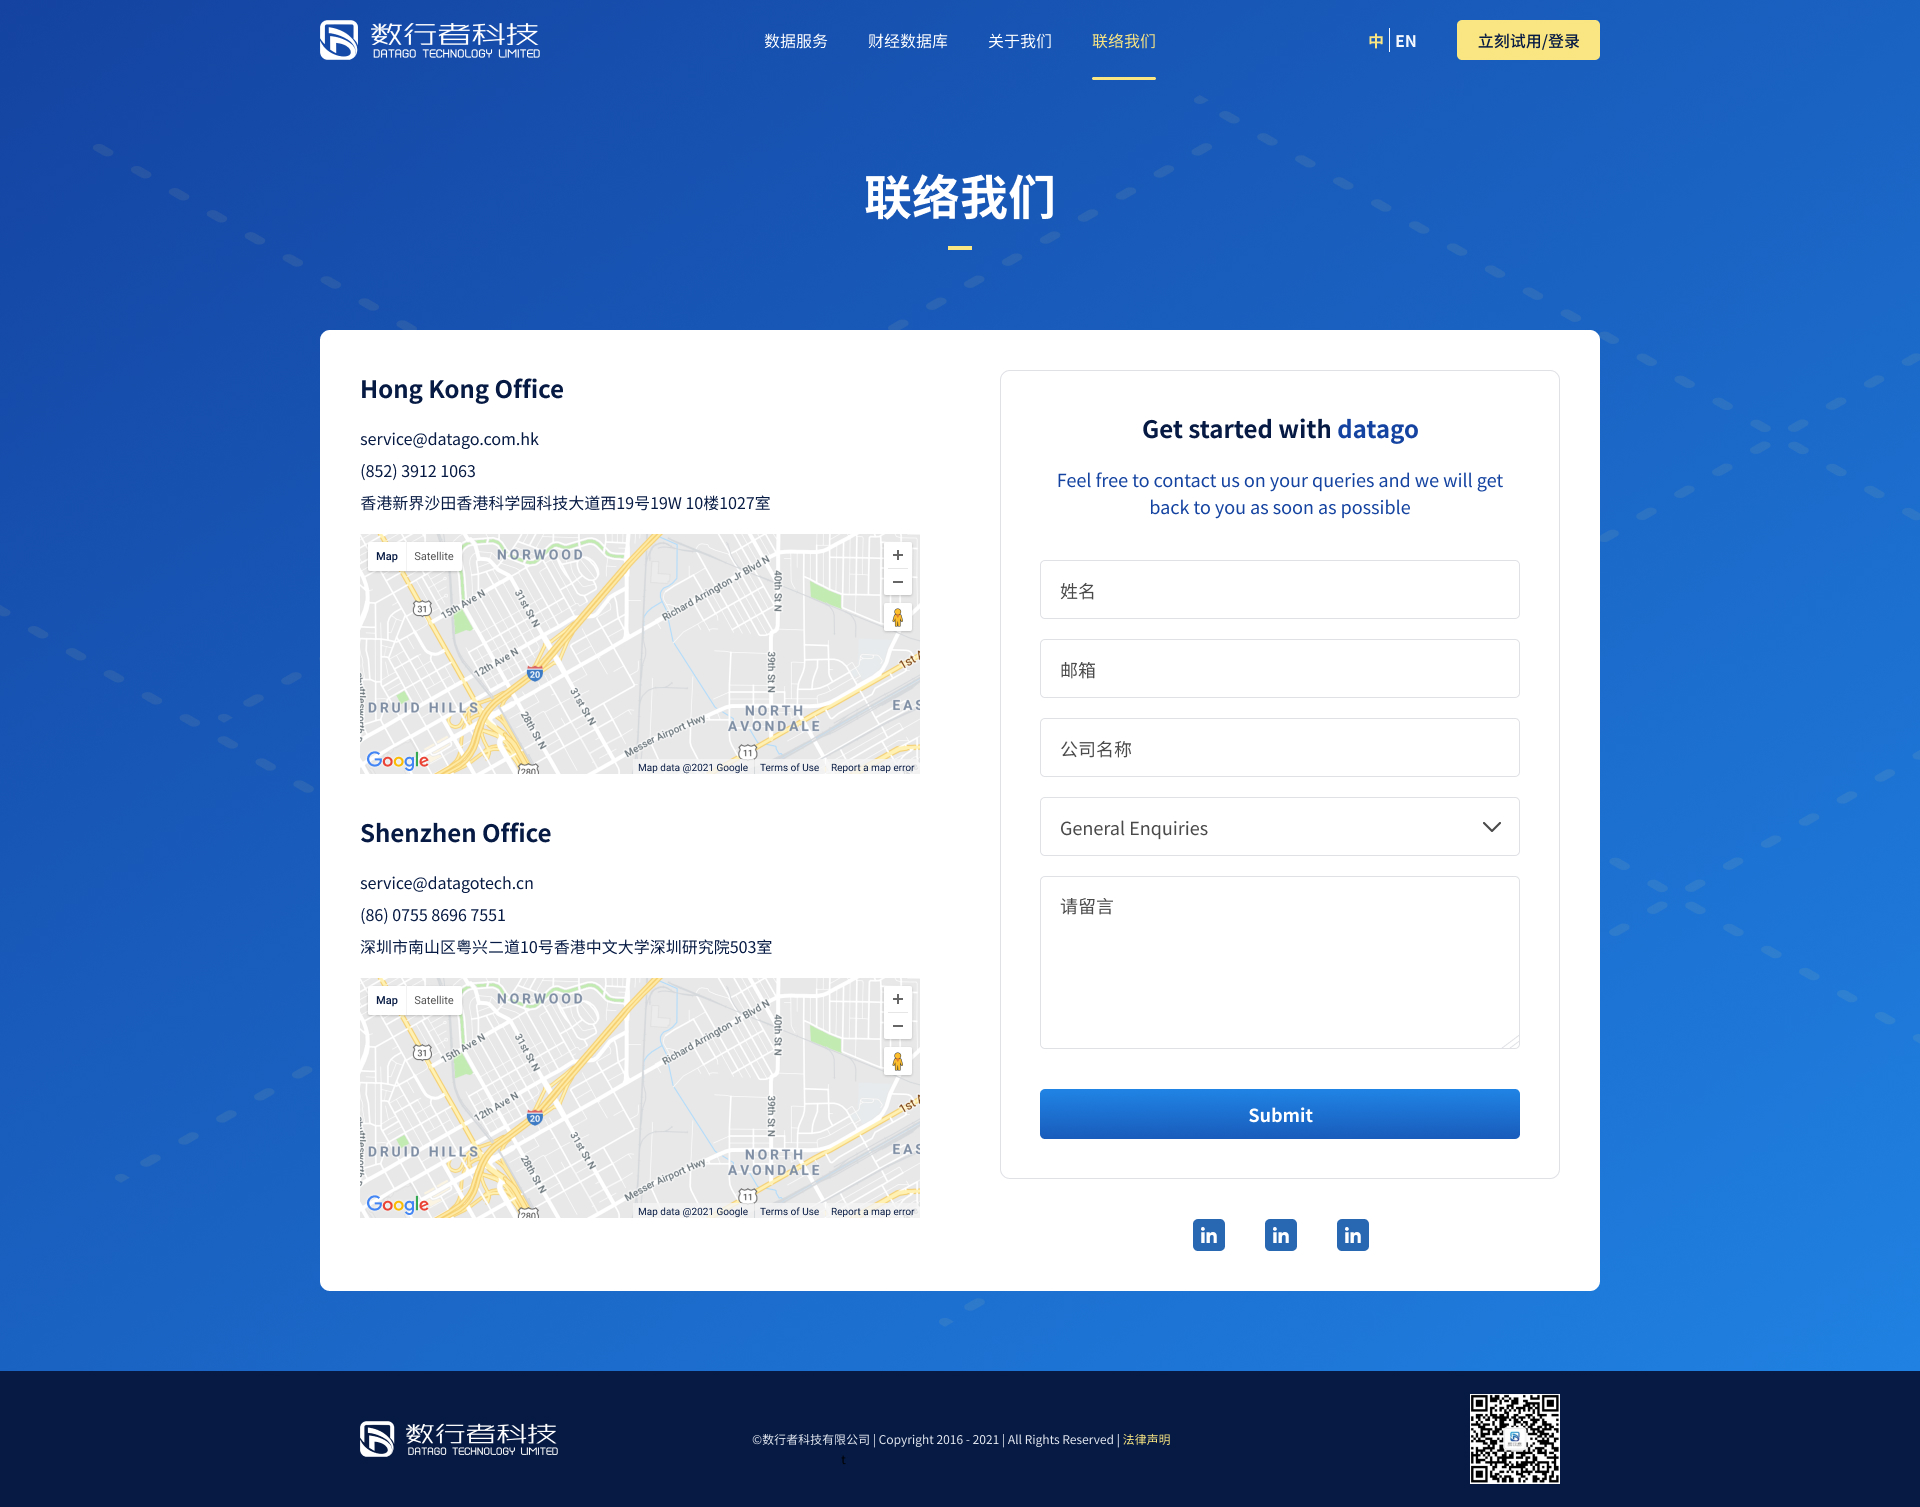 数行者科技
DATAGO TECHNOLOGY LIMITED
数据服务
财经数据库
关于我们
联络我们
中 | EN
立刻试用/登录
联络我们
Hong Kong Office
service@datago.com.hk
(852) 3912 1063
香港新界沙田香港科学园科技大道西19号19W 10楼1027室
Map
Satellite
NORWOOD
31
15th Ave N
31st St N
Richard Arrington Jr Blvd N
40th St N
12th Ave N
20
39th St N
1st A
31st St N
DRUID HILLS
28th St N
Messer Airport Hwy
NORTH
AVONDALE
EAS
11
280
Google
Map data @2021 Google
Terms of Use
Report a map error
Shenzhen Office
service@datagotech.cn
(86) 0755 8696 7551
深圳市南山区粤兴二道10号香港中文大学深圳研究院503室
Map
Satellite
NORWOOD
31
15th Ave N
31st St N
Richard Arrington Jr Blvd N
40th St N
12th Ave N
20
39th St N
1st A
31st St N
DRUID HILLS
28th St N
Messer Airport Hwy
NORTH
AVONDALE
EAS
11
280
Google
Map data @2021 Google
Terms of Use
Report a map error
Get started with datago
Feel free to contact us on your queries and we will get
back to you as soon as possible
姓名
邮箱
公司名称
General Enquiries
请留言
Submit
in
in
in
数行者科技
DATAGO TECHNOLOGY LIMITED
©数行者科技有限公司 | Copyright 2016 - 2021 | All Rights Reserved | 法律声明
t